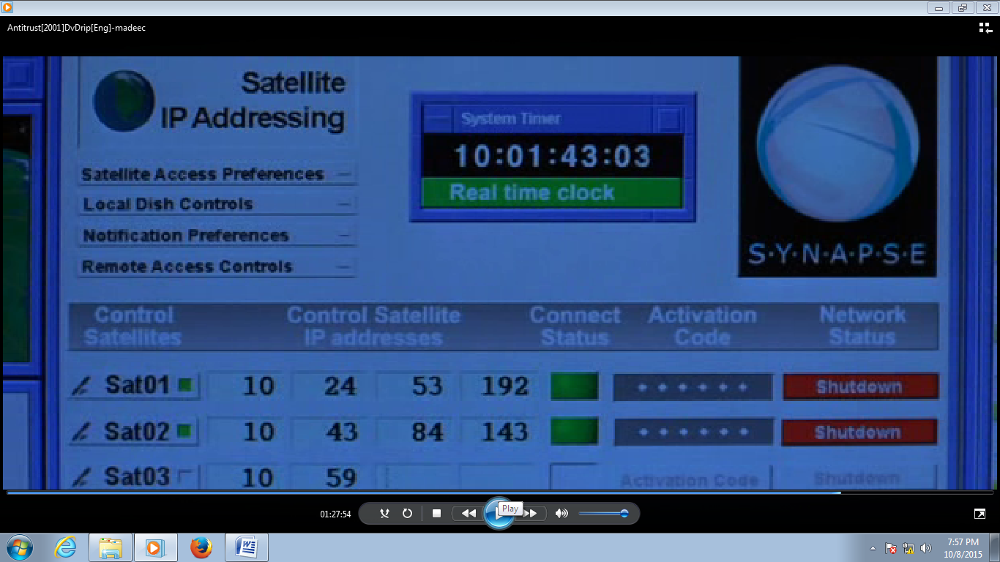 Antitrust[2001]DvDrip[Eng]-madeec
Satellite
IP Addressing
System Timer
10:01:43:03
Real time clock
Satellite Access Preferences
Local Dish Controls
Notification Preferences
Remote Access Controls
S·Y·N·A·P·S·E
Control Satellites
Control Satellite IP addresses
Connect Status
Activation Code
Network Status
Sat01 10 24 53 192 Shutdown
Sat02 10 43 84 143 Shutdown
Sat03 10 59 Activation Code Shutdown
01:27:54
Play
7:57 PM
10/8/2015